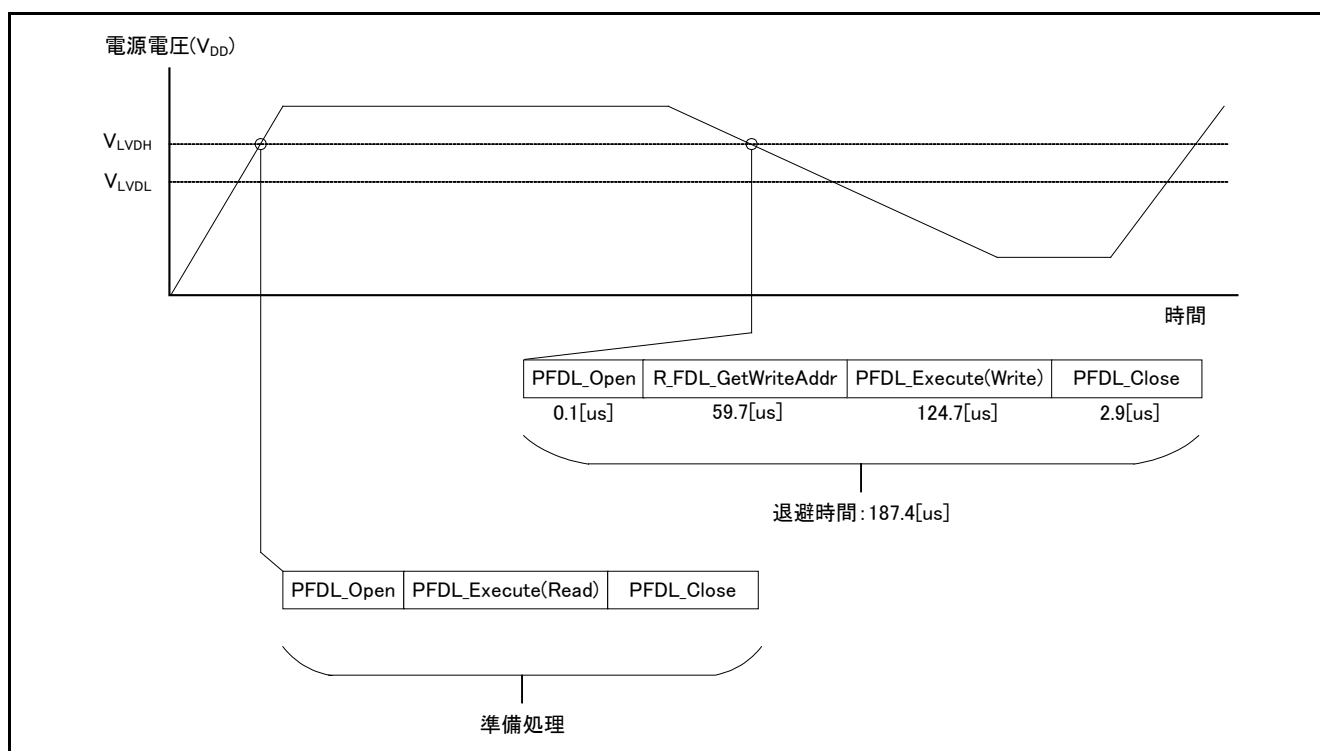 電源電圧(VDD)
VLVDH
VLVDL
時間
PFDL_Open R_FDL_GetWriteAddr PFDL_Execute(Write) PFDL_Close
0.1[us] 59.7[us] 124.7[us] 2.9[us]
退避時間:187.4[us]
PFDL_Open PFDL_Execute(Read) PFDL_Close
準備処理